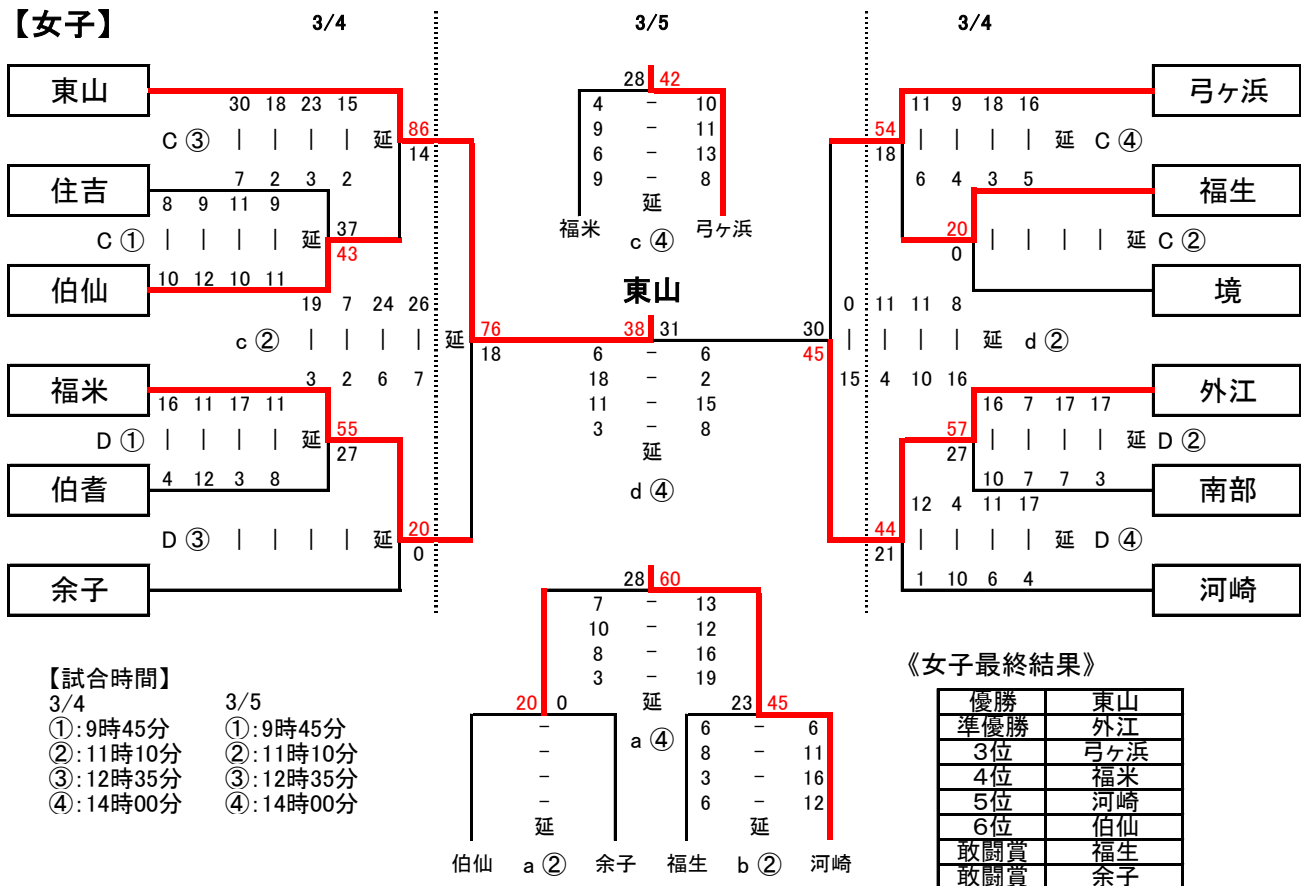 【女子】 3/4 3/5 3/4
東山
30 18 23 15
C ③ | | | | 延
7 2 3 2
86
14
住吉
8 9 11 9
C ① | | | | 延
10 12 10 11
37
43
伯仙
19 7 24 26
c ② | | | | 延
3 2 6 7
76
18
福米
16 11 17 11
D ① | | | | 延
4 12 3 8
55
27
伯耆
D ③ | | | | 延
20
0
余子
28 42
4 － 10
9 － 11
6 － 13
9 － 8
延
福米 c ④ 弓ヶ浜
東山
38 31
6 － 6
18 － 2
11 － 15
3 － 8
延
d ④
弓ヶ浜
11 9 18 16
| | | | 延 C ④
6 4 3 5
54
18
福生
20
0
| | | | 延 C ②
境
0 11 11 8
| | | | 延 d ②
15 4 10 16
30
45
外江
16 7 17 17
| | | | 延 D ②
10 7 7 3
57
27
南部
12 4 11 17
| | | | 延 D ④
1 10 6 4
44
21
河崎
28 60
7 － 13
10 － 12
8 － 16
3 － 19
延
a ④
20 0
－
－
－
－
延
伯仙 a ② 余子
23 45
6 － 6
8 － 11
3 － 16
6 － 12
延
福生 b ② 河崎
【試合時間】
3/4 3/5
①:9時45分 ①:9時45分
②:11時10分 ②:11時10分
③:12時35分 ③:12時35分
④:14時00分 ④:14時00分
《女子最終結果》
優勝 東山
準優勝 外江
3位 弓ヶ浜
4位 福米
5位 河崎
6位 伯仙
敢闘賞 福生
敢闘賞 余子